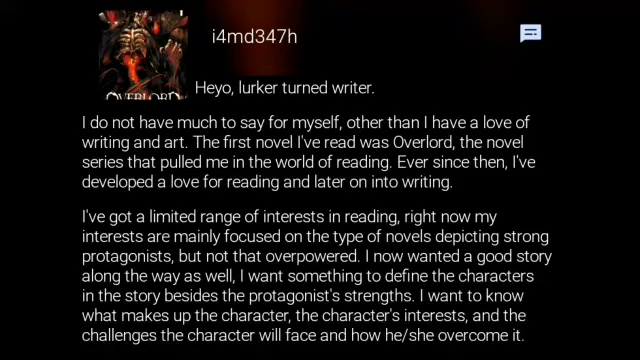 OVERLORD
i4md347h
Heyo, lurker turned writer.
I do not have much to say for myself, other than I have a love of
writing and art. The first novel I've read was Overlord, the novel
series that pulled me in the world of reading. Ever since then, I've
developed a love for reading and later on into writing.
I've got a limited range of interests in reading, right now my
interests are mainly focused on the type of novels depicting strong
protagonists, but not that overpowered. I now wanted a good story
along the way as well, I want something to define the characters
in the story besides the protagonist's strengths. I want to know
what makes up the character, the character's interests, and the
challenges the character will face and how he/she overcome it.